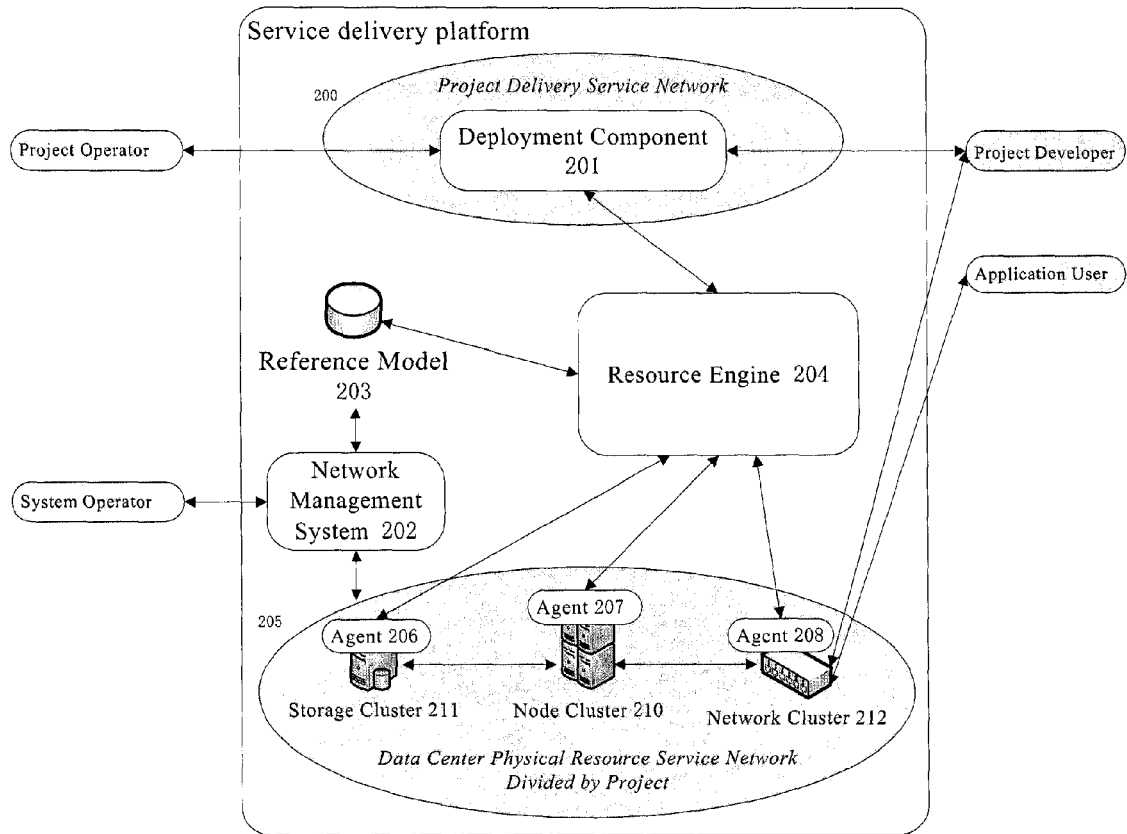 Service delivery platform
200
Project Delivery Service Network
Deployment Component
201
Project Operator
Project Developer
Application User
Reference Model
203
Resource Engine 204
Network
Management
System 202
System Operator
205
Agent 206
Agent 207
Agent 208
Storage Cluster 211
Node Cluster 210
Network Cluster 212
Data Center Physical Resource Service Network
Divided by Project